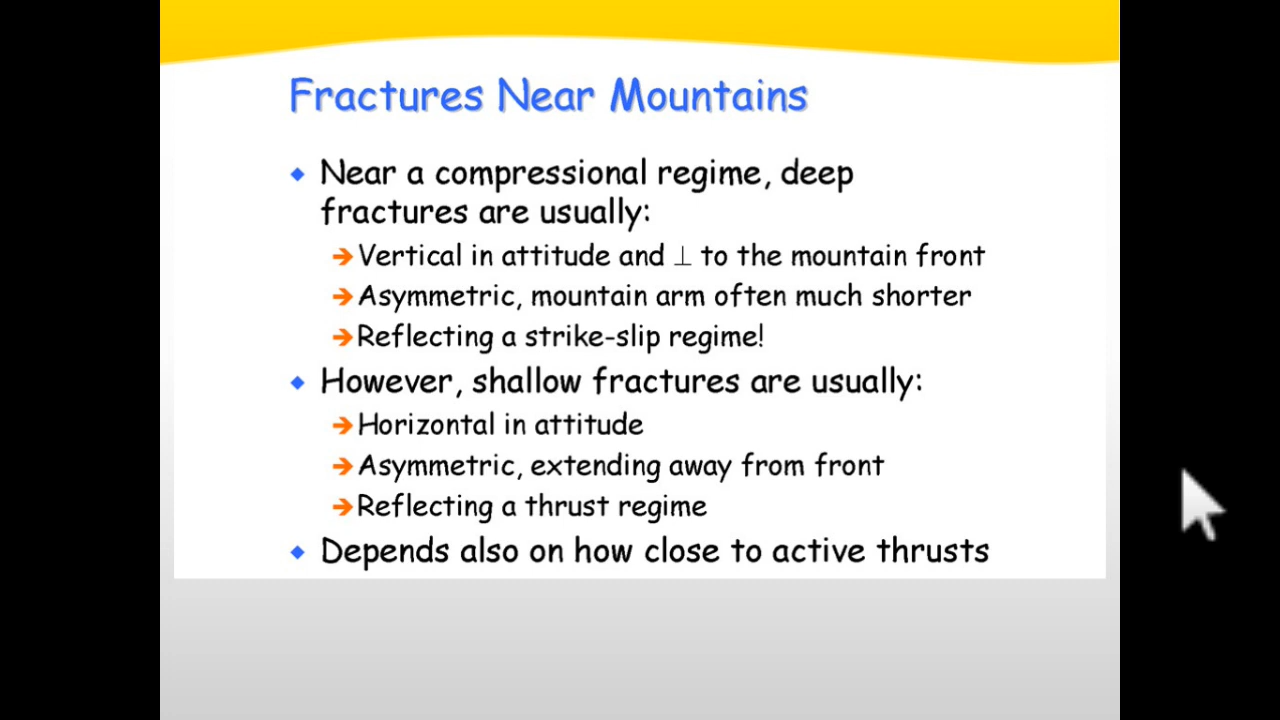 Fractures Near Mountains
◆ Near a compressional regime, deep
fractures are usually:
➔ Vertical in attitude and ⊥ to the mountain front
➔ Asymmetric, mountain arm often much shorter
➔ Reflecting a strike-slip regime!
◆ However, shallow fractures are usually:
➔ Horizontal in attitude
➔ Asymmetric, extending away from front
➔ Reflecting a thrust regime
◆ Depends also on how close to active thrusts